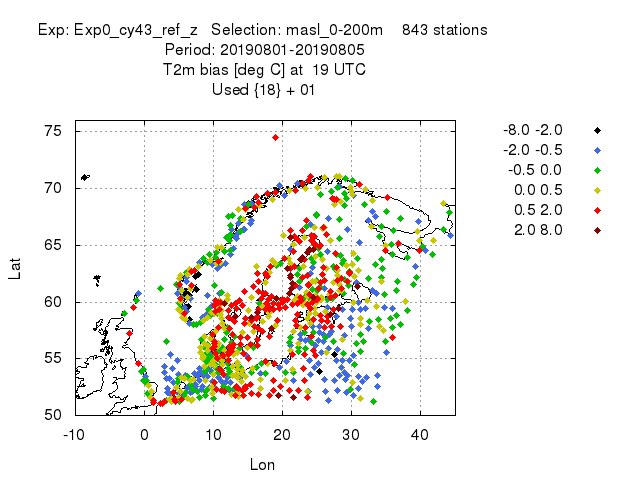 Exp: Exp0_cy43_ref_z   Selection: masl_0-200m    843 stations
Period: 20190801-20190805
T2m bias [deg C] at  19 UTC
Used {18} + 01
75
70
65
60
55
50
-10 0 10 20 30 40
Lat
Lon
-8.0 -2.0
-2.0 -0.5
-0.5 0.0
0.0 0.5
0.5 2.0
2.0 8.0